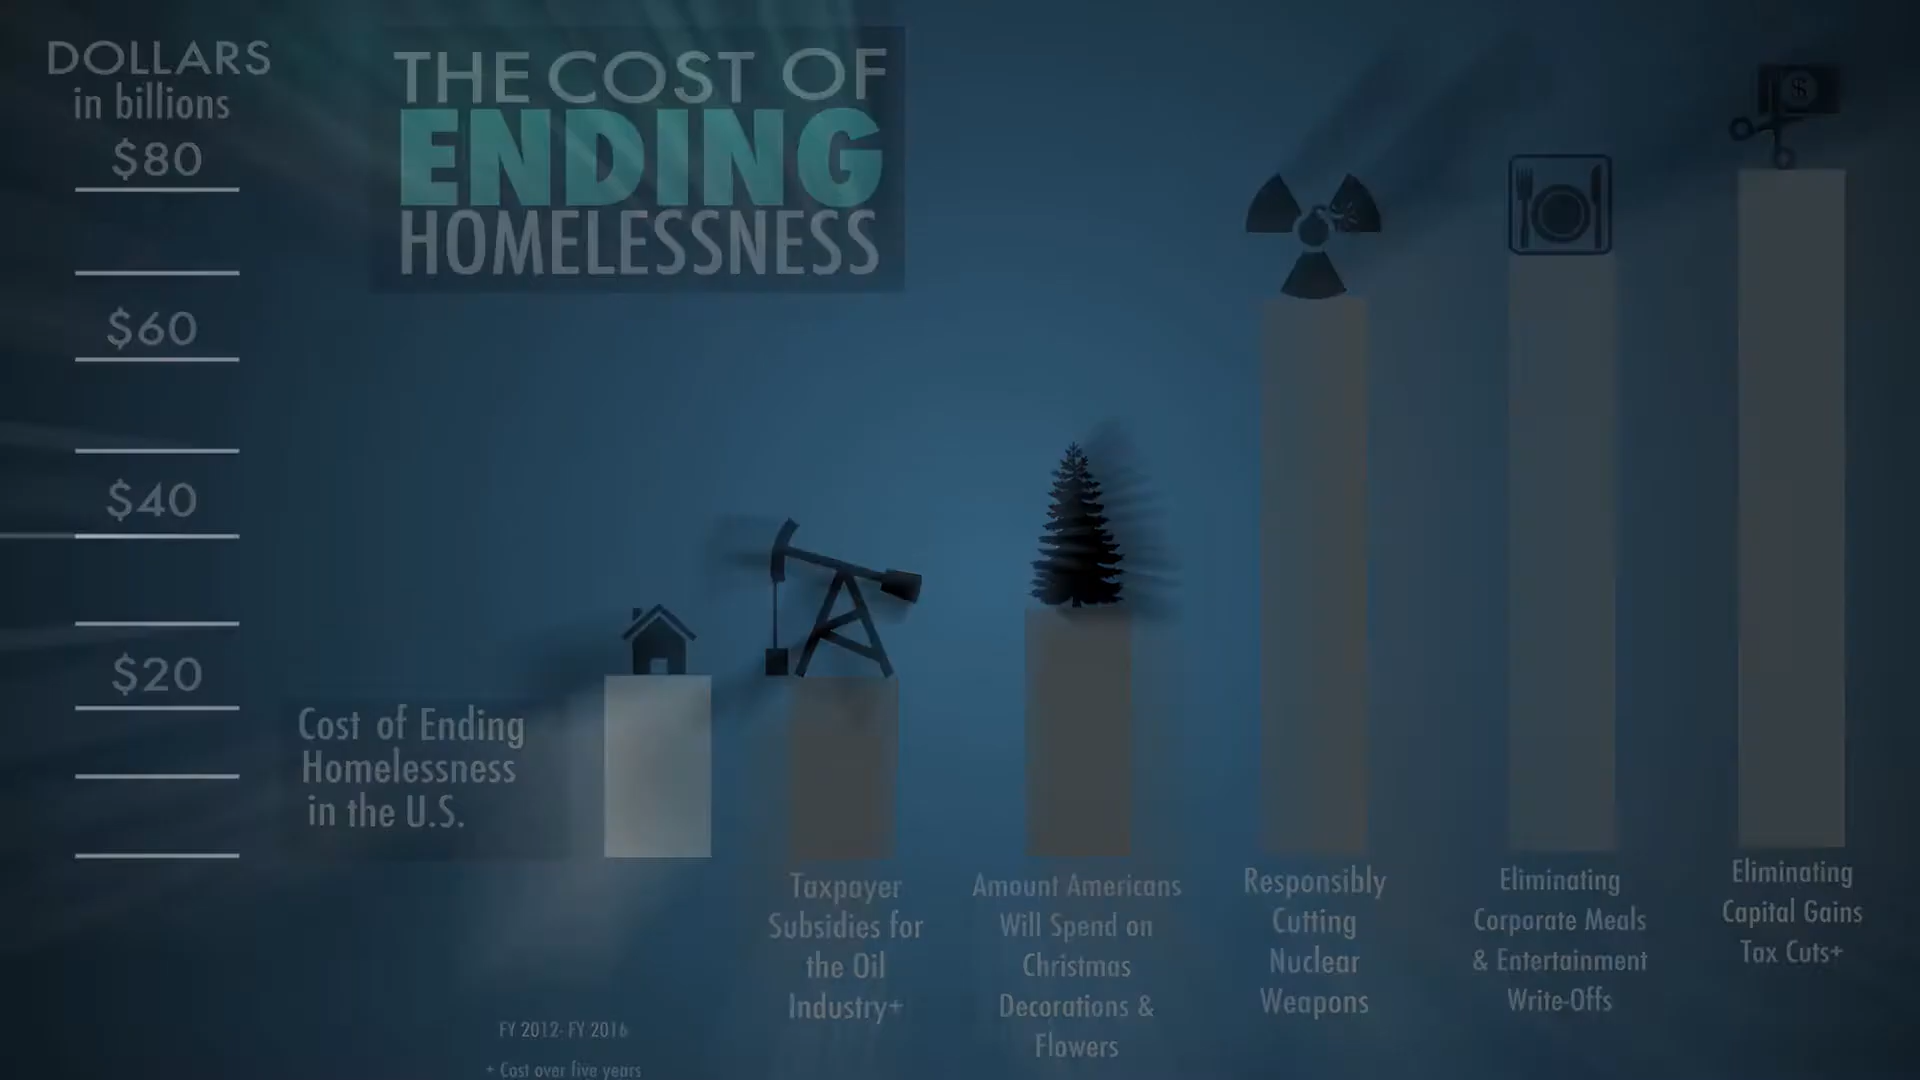 DOLLARS
in billions
$80
$60
$40
$20
THE COST OF
ENDING
HOMELESSNESS
$
Cost of Ending
Homelessness
in the U.S.
Taxpayer
Subsidies for
the Oil
Industry+
Amount Americans
Will Spend on
Christmas
Decorations &
Flowers
Responsibly
Cutting
Nuclear
Weapons
Eliminating
Corporate Meals
& Entertainment
Write-Offs
Eliminating
Capital Gains
Tax Cuts+
FY 2012- FY 2016
+ Cost over five years